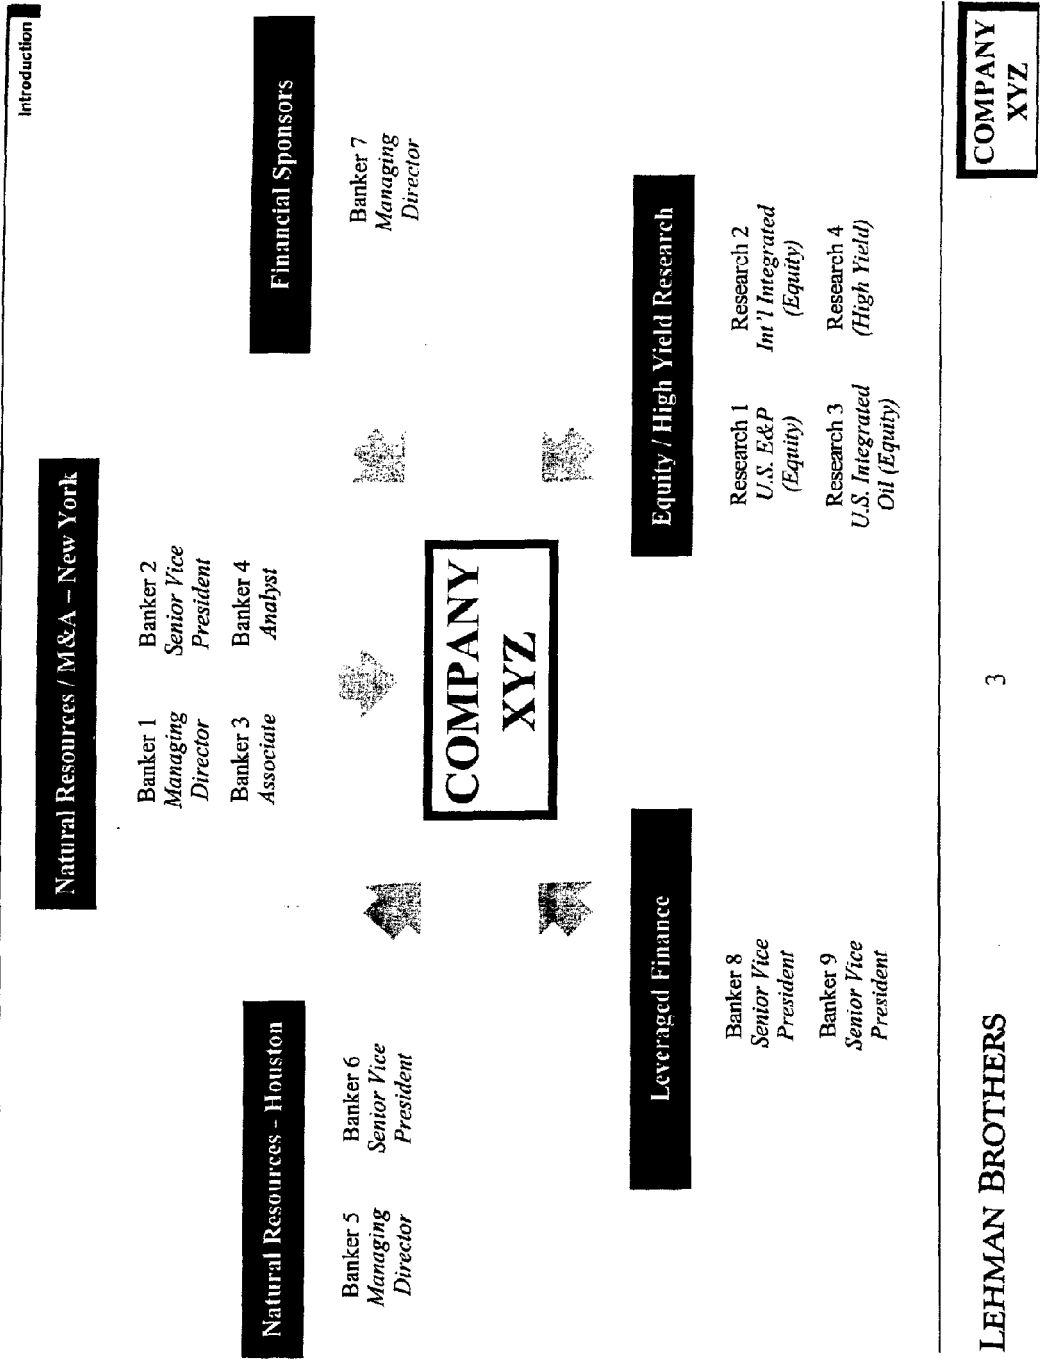 Introduction
Natural Resources / M&A – New York
Banker 1
Managing
Director
Banker 2
Senior Vice
President
Banker 3
Associate
Banker 4
Analyst
Natural Resources - Houston
Banker 5
Managing
Director
Banker 6
Senior Vice
President
Financial Sponsors
Banker 7
Managing
Director
COMPANY
XYZ
Leveraged Finance
Banker 8
Senior Vice
President
Banker 9
Senior Vice
President
Equity / High Yield Research
Research 1
U.S. E&P
(Equity)
Research 2
Int'l Integrated
(Equity)
Research 3
U.S. Integrated
Oil (Equity)
Research 4
(High Yield)
LEHMAN BROTHERS
3
COMPANY
XYZ